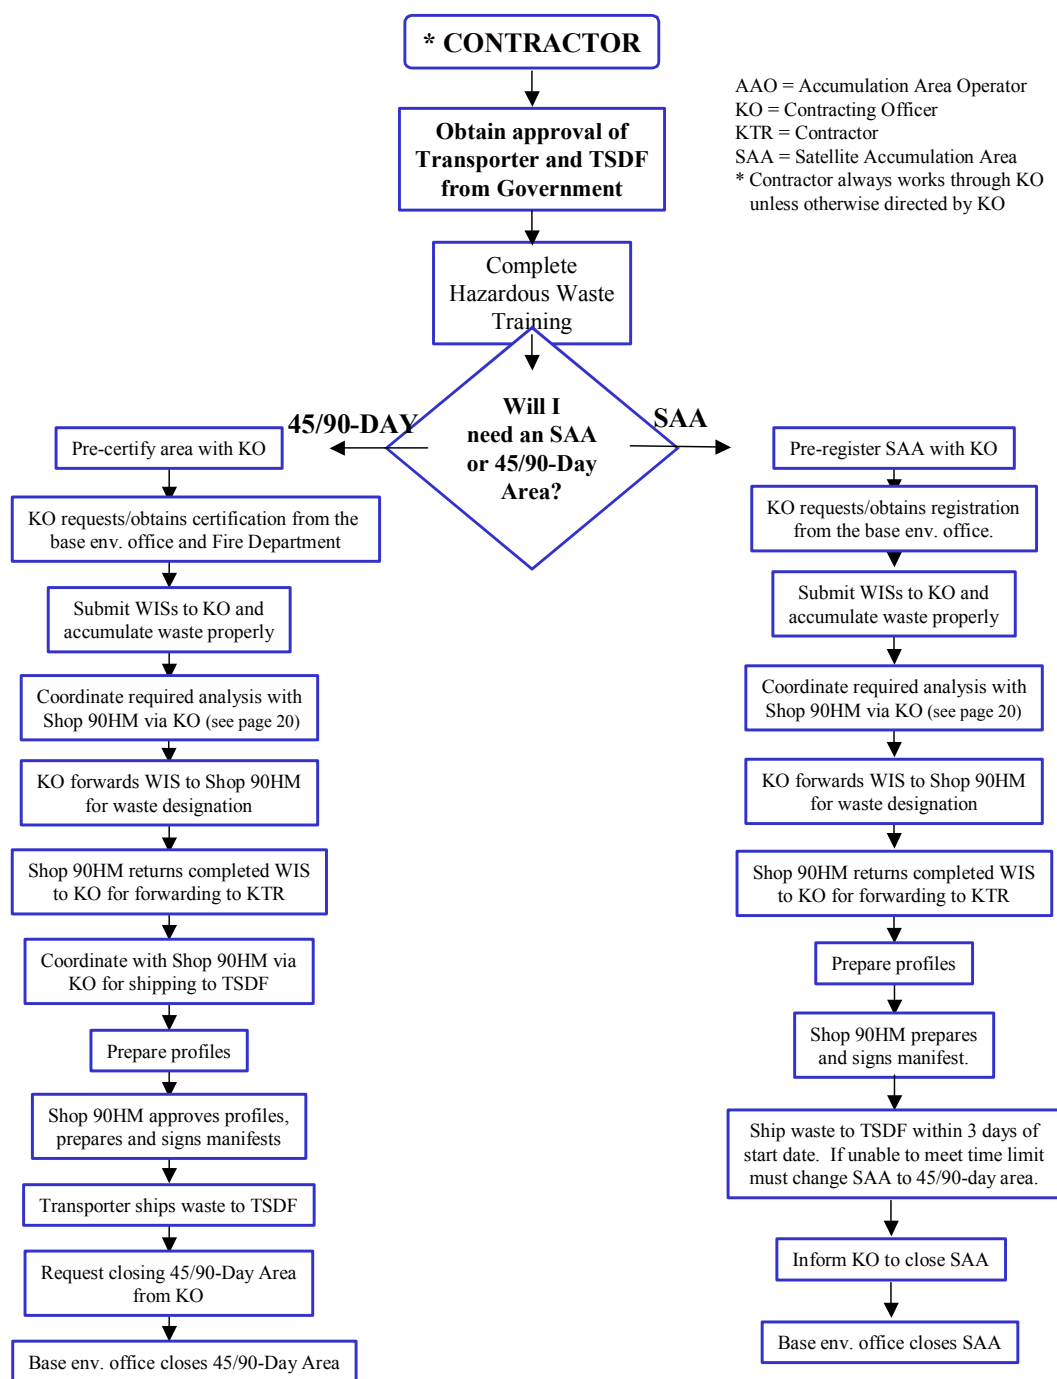 * CONTRACTOR
AAO = Accumulation Area Operator
KO = Contracting Officer
KTR = Contractor
SAA = Satellite Accumulation Area
* Contractor always works through KO
unless otherwise directed by KO
Obtain approval of
Transporter and TSDF
from Government
Complete
Hazardous Waste
Training
Will I
need an SAA
or 45/90-Day
Area?
45/90-DAY
SAA
Pre-certify area with KO
KO requests/obtains certification from the
base env. office and Fire Department
Submit WISs to KO and
accumulate waste properly
Coordinate required analysis with
Shop 90HM via KO (see page 20)
KO forwards WIS to Shop 90HM
for waste designation
Shop 90HM returns completed WIS
to KO for forwarding to KTR
Coordinate with Shop 90HM via
KO for shipping to TSDF
Prepare profiles
Shop 90HM approves profiles,
prepares and signs manifests
Transporter ships waste to TSDF
Request closing 45/90-Day Area
from KO
Base env. office closes 45/90-Day Area
Pre-register SAA with KO
KO requests/obtains registration
from the base env. office.
Submit WISs to KO and
accumulate waste properly
Coordinate required analysis with
Shop 90HM via KO (see page 20)
KO forwards WIS to Shop 90HM
for waste designation
Shop 90HM returns completed WIS
to KO for forwarding to KTR
Prepare profiles
Shop 90HM prepares
and signs manifest.
Ship waste to TSDF within 3 days of
start date. If unable to meet time limit
must change SAA to 45/90-day area.
Inform KO to close SAA
Base env. office closes SAA